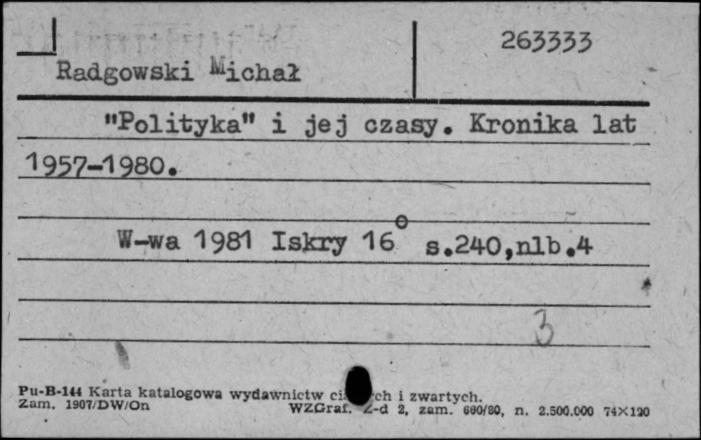 263333
Radgowski Michał
"Polityka" i jej czasy. Kronika lat
1957-1980.
W-wa 1981 Iskry 16° s.240,nlb.4
3
Pu-B-144 Karta katalogowa wydawnictw i zwartych.
Zam. 1907/DW/On WZGraf. Z-d 2, zam. 660/80, n. 2.500.000 74×120